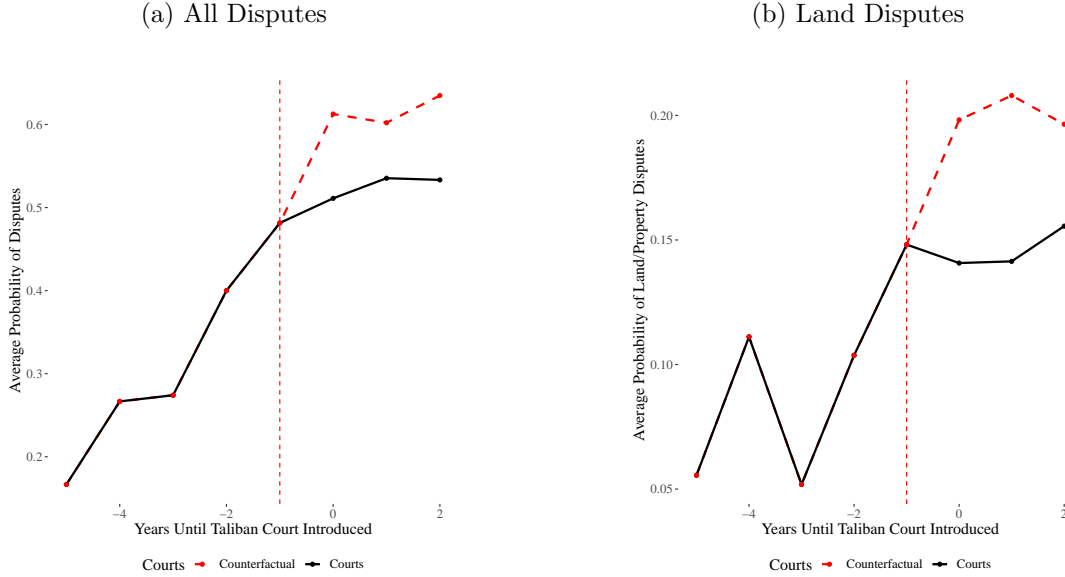 (a) All Disputes
Average Probability of Disputes
0.6
0.5
0.4
0.3
0.2
−4
−2
0
2
Years Until Taliban Court Introduced
Courts Counterfactual Courts
(b) Land Disputes
Average Probability of Land/Property Disputes
0.20
0.15
0.10
0.05
−4
−2
0
2
Years Until Taliban Court Introduced
Courts Counterfactual Courts